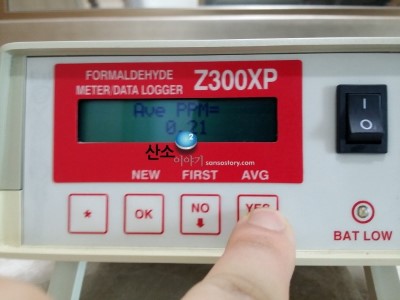 FORMALDEHYDE
METER/DATA LOGGER Z300XP
Ave PPM=
0.21
산소 이야기 sansostory.com
NEW FIRST AVG
* OK NO YES
I
O
BAT LOW